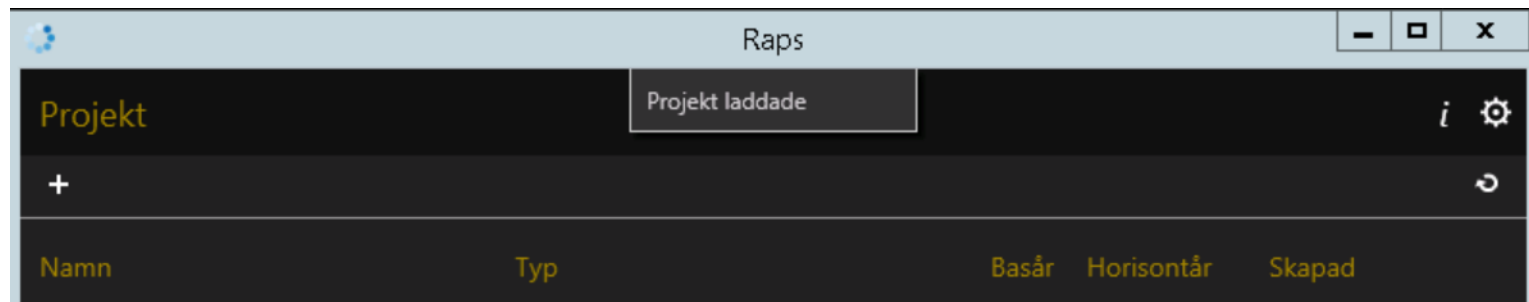 Raps
Projekt laddade
Projekt
i
Namn Typ Basår Horisontår Skapad